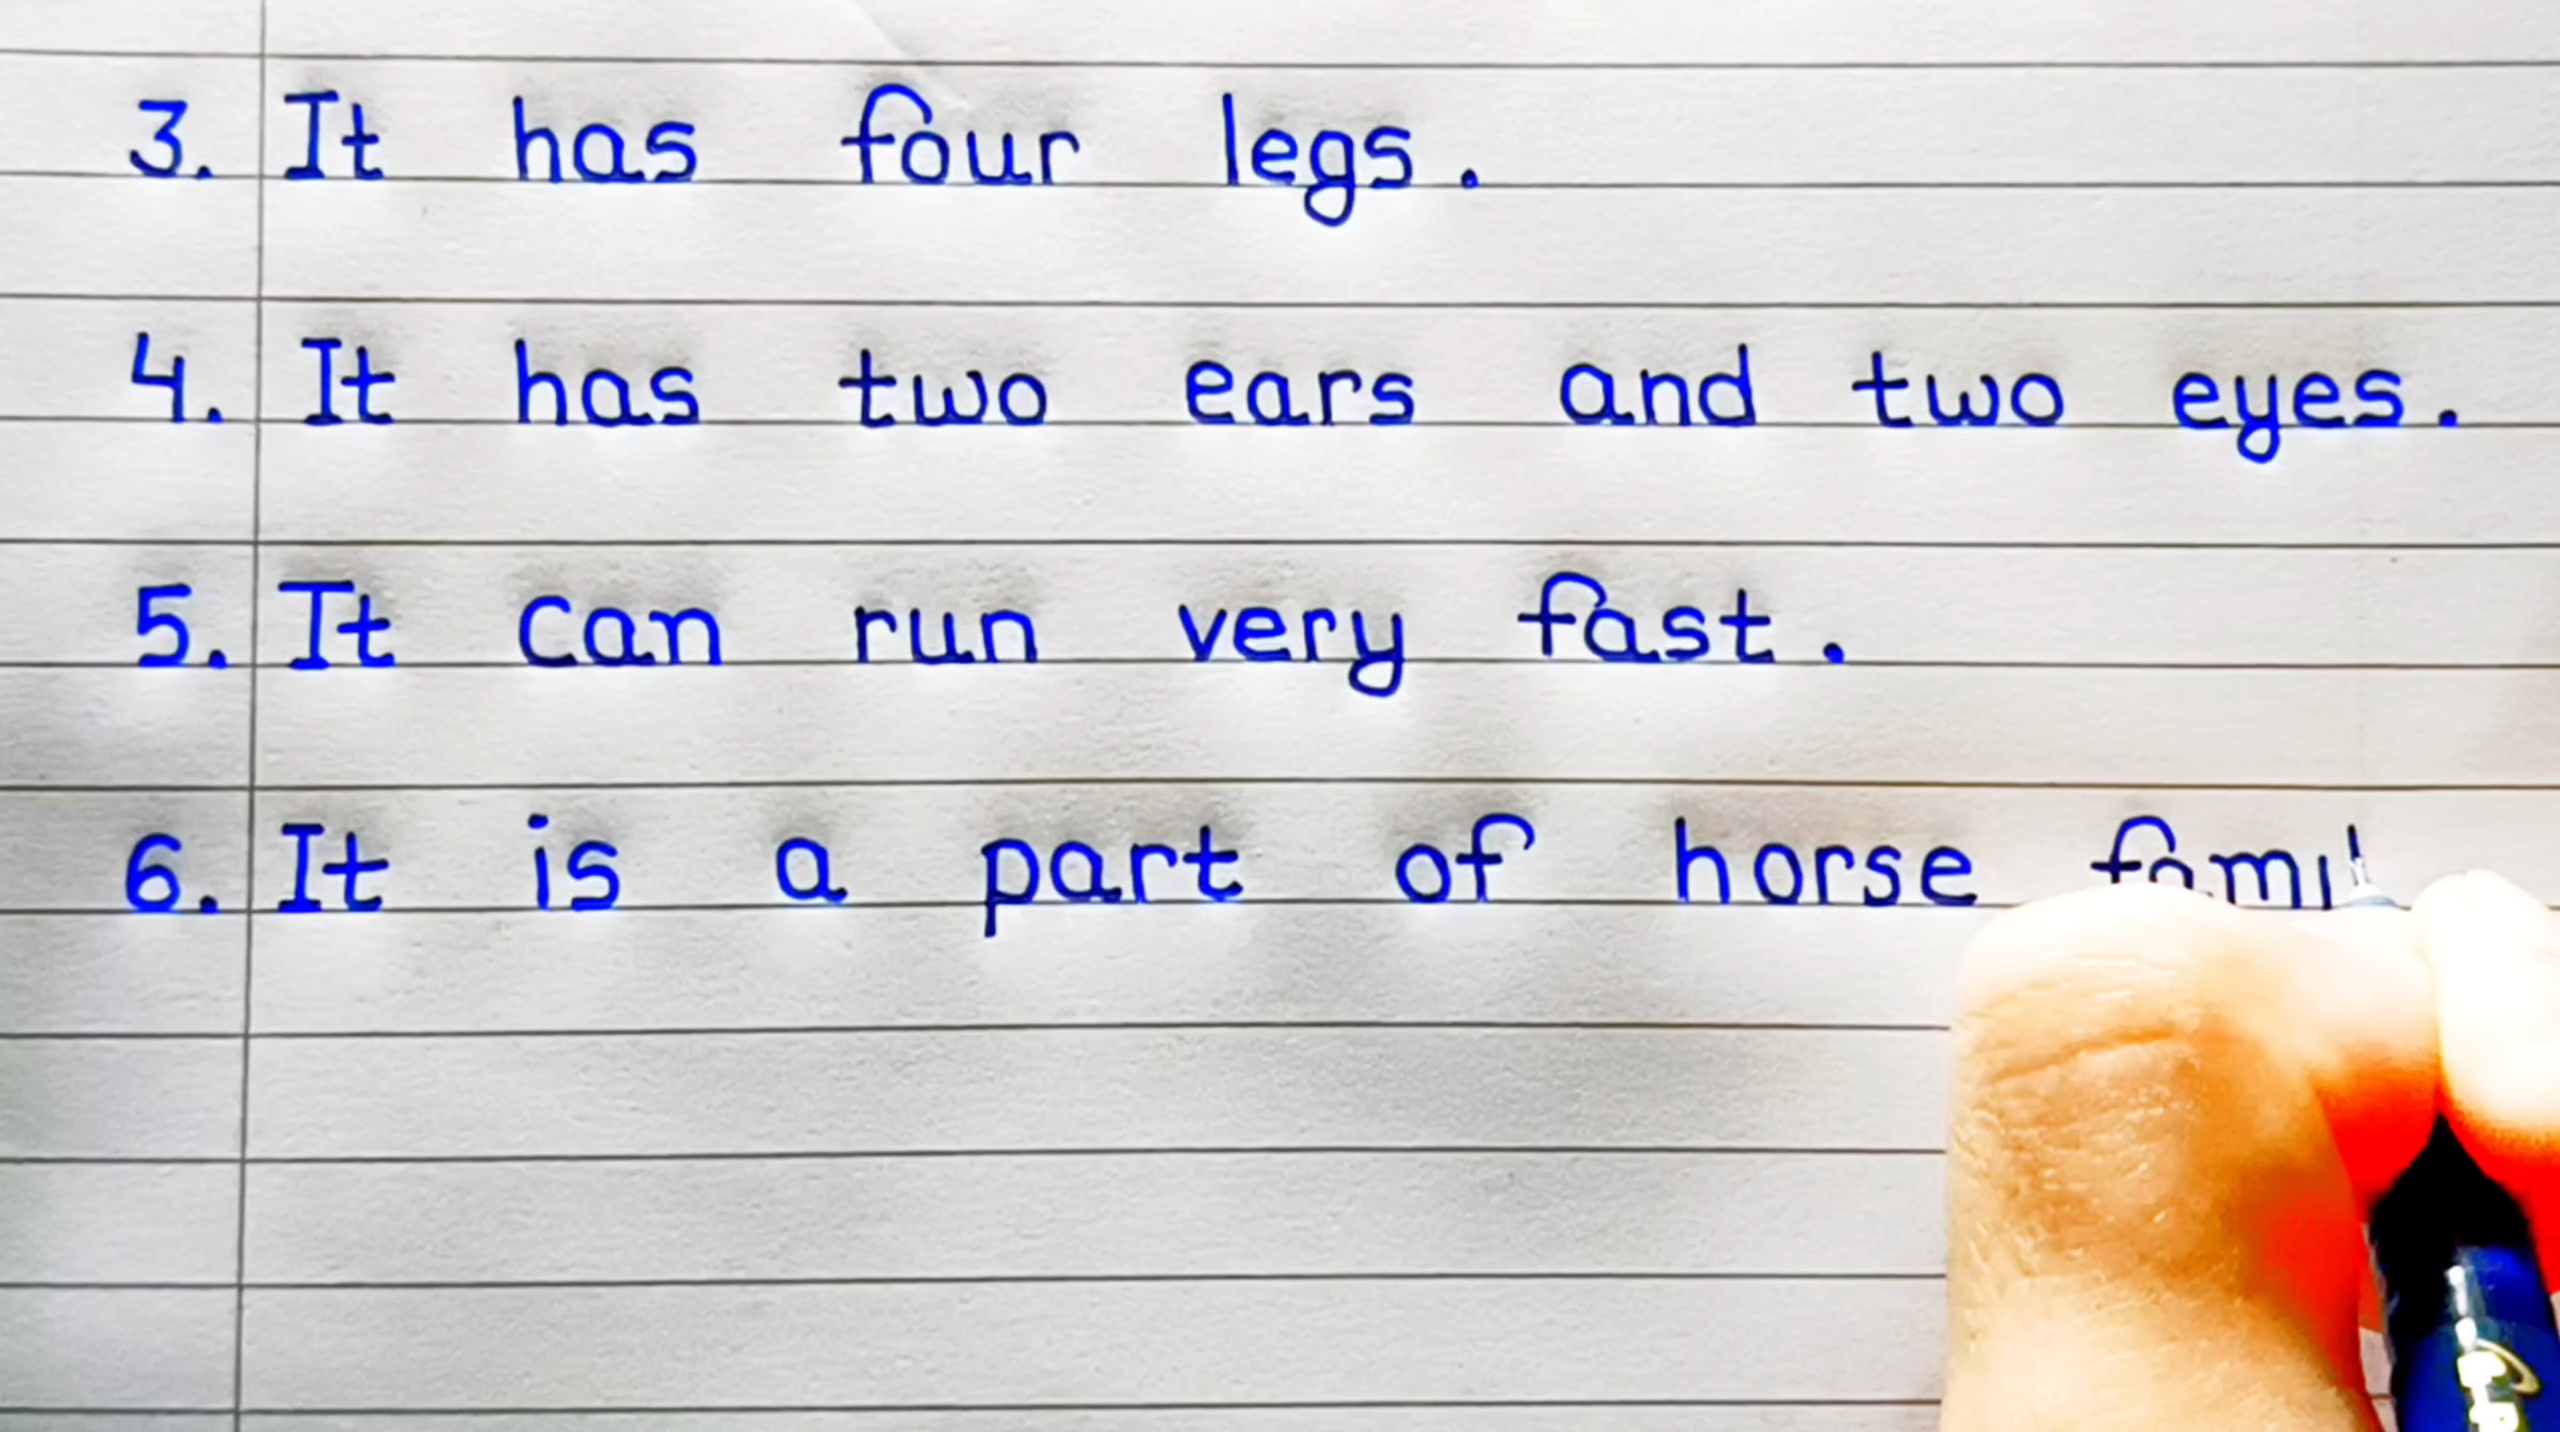 3. It has four legs.
4. It has two ears and two eyes.
5. It can run very fast.
6. It is a part of horse famil